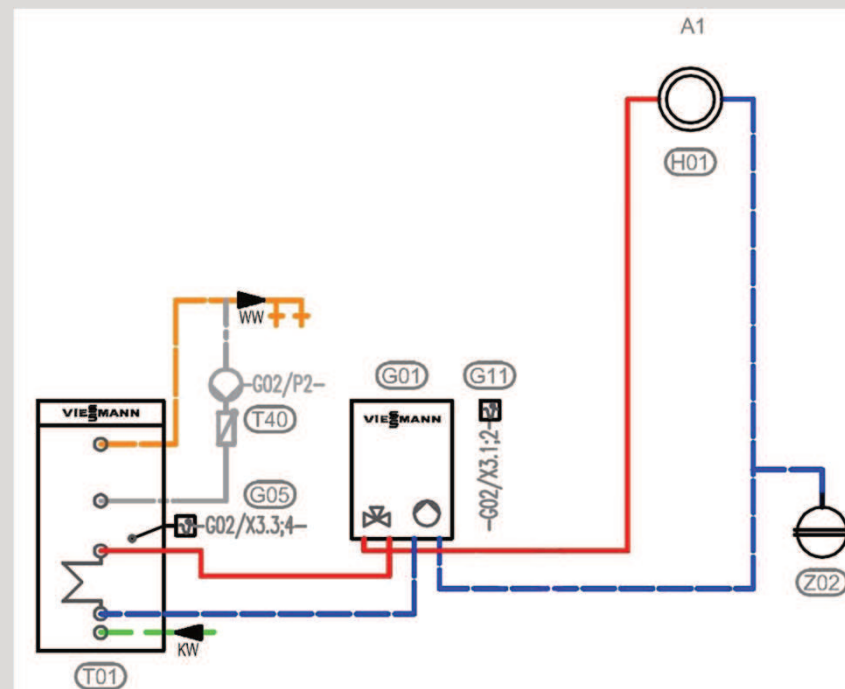 A1
H01
WW
G01
G11
-G02/P2-
VIESMANN
VIESMANN
T40
-G02/X3.1;2-
G05
-G02/X3.3;4-
Z02
KW
T01